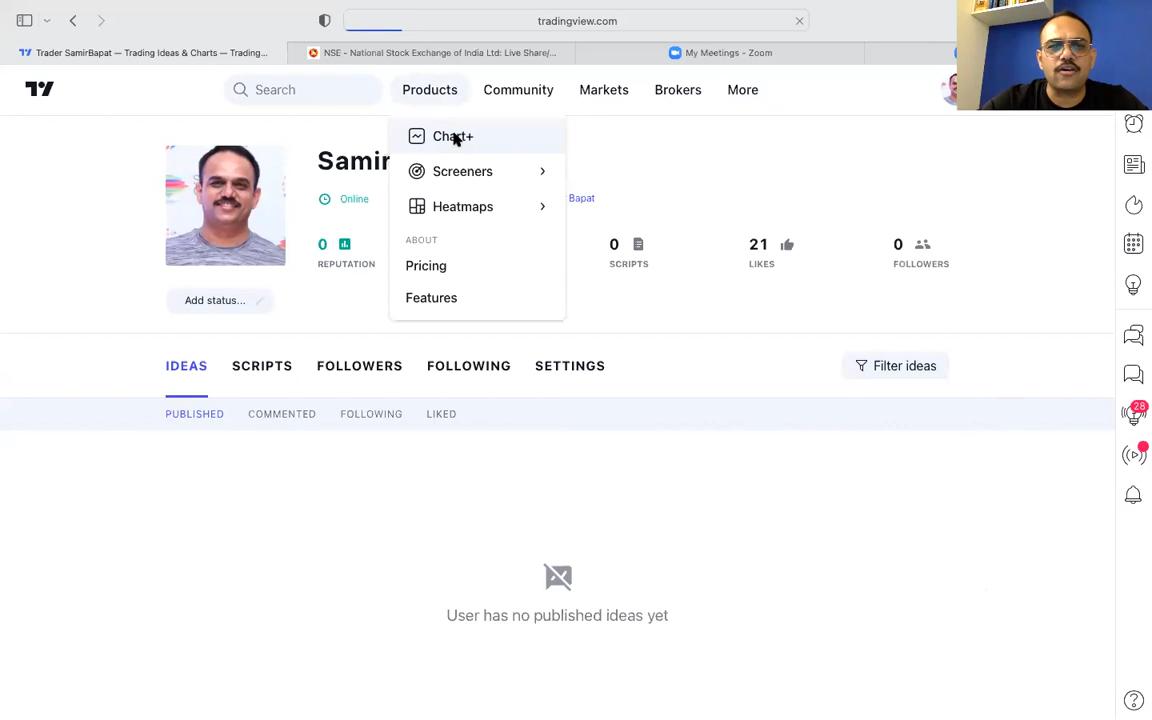 tradingview.com
Trader SamirBapat — Trading Ideas & Charts — Trading...
NSE - National Stock Exchange of India Ltd: Live Share/...
My Meetings - Zoom
Search
Products
Community
Markets
Brokers
More
Chart+
Screeners
Heatmaps
ABOUT
Pricing
Features
Samir
Online
Bapat
0
REPUTATION
0
SCRIPTS
21
LIKES
0
FOLLOWERS
Add status...
IDEAS
SCRIPTS
FOLLOWERS
FOLLOWING
SETTINGS
Filter ideas
PUBLISHED
COMMENTED
FOLLOWING
LIKED
28
User has no published ideas yet